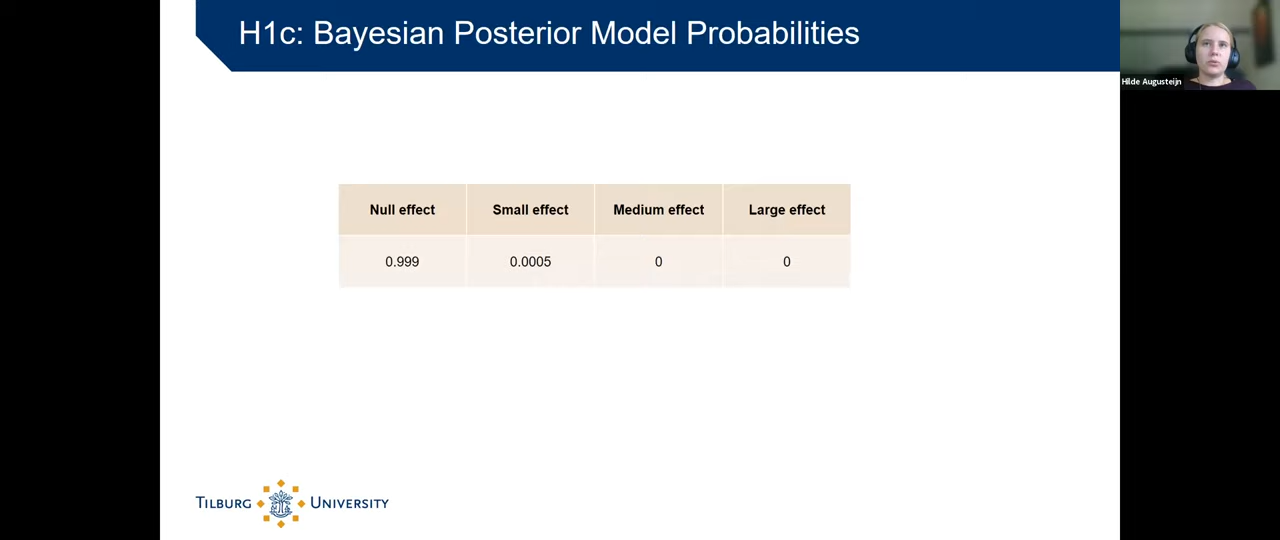 H1c: Bayesian Posterior Model Probabilities
Hilde Augusteijn
Null effect Small effect Medium effect Large effect
0.999 0.0005 0 0
TILBURG UNIVERSITY